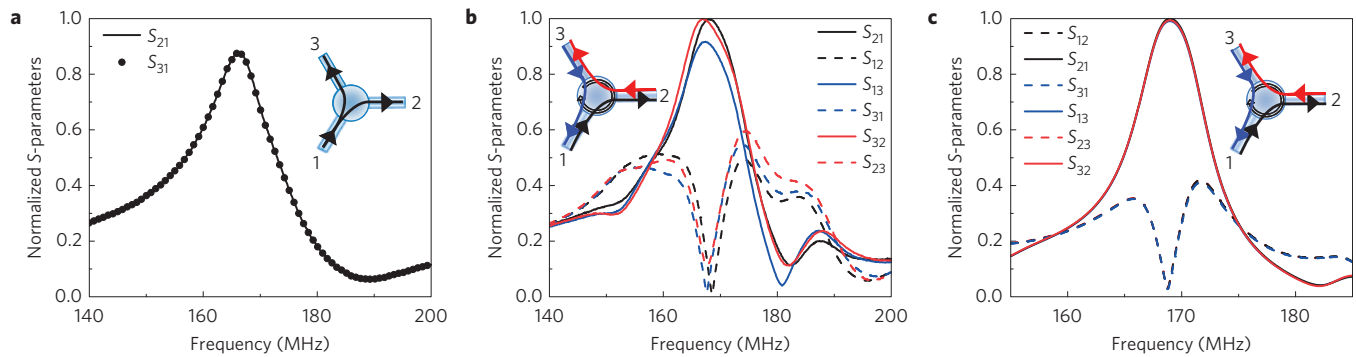 a
Normalized S-parameters
1.0
0.8
0.6
0.4
0.2
0.0
S21
S31
3
2
1
140
160
180
200
Frequency (MHz)
b
Normalized S-parameters
1.0
0.8
0.6
0.4
0.2
0.0
3
2
1
S21
S12
S13
S31
S32
S23
140
160
180
200
Frequency (MHz)
c
Normalized S-parameters
1.0
0.8
0.6
0.4
0.2
0.0
S12
S21
S31
S13
S23
S32
3
2
1
160
170
180
Frequency (MHz)